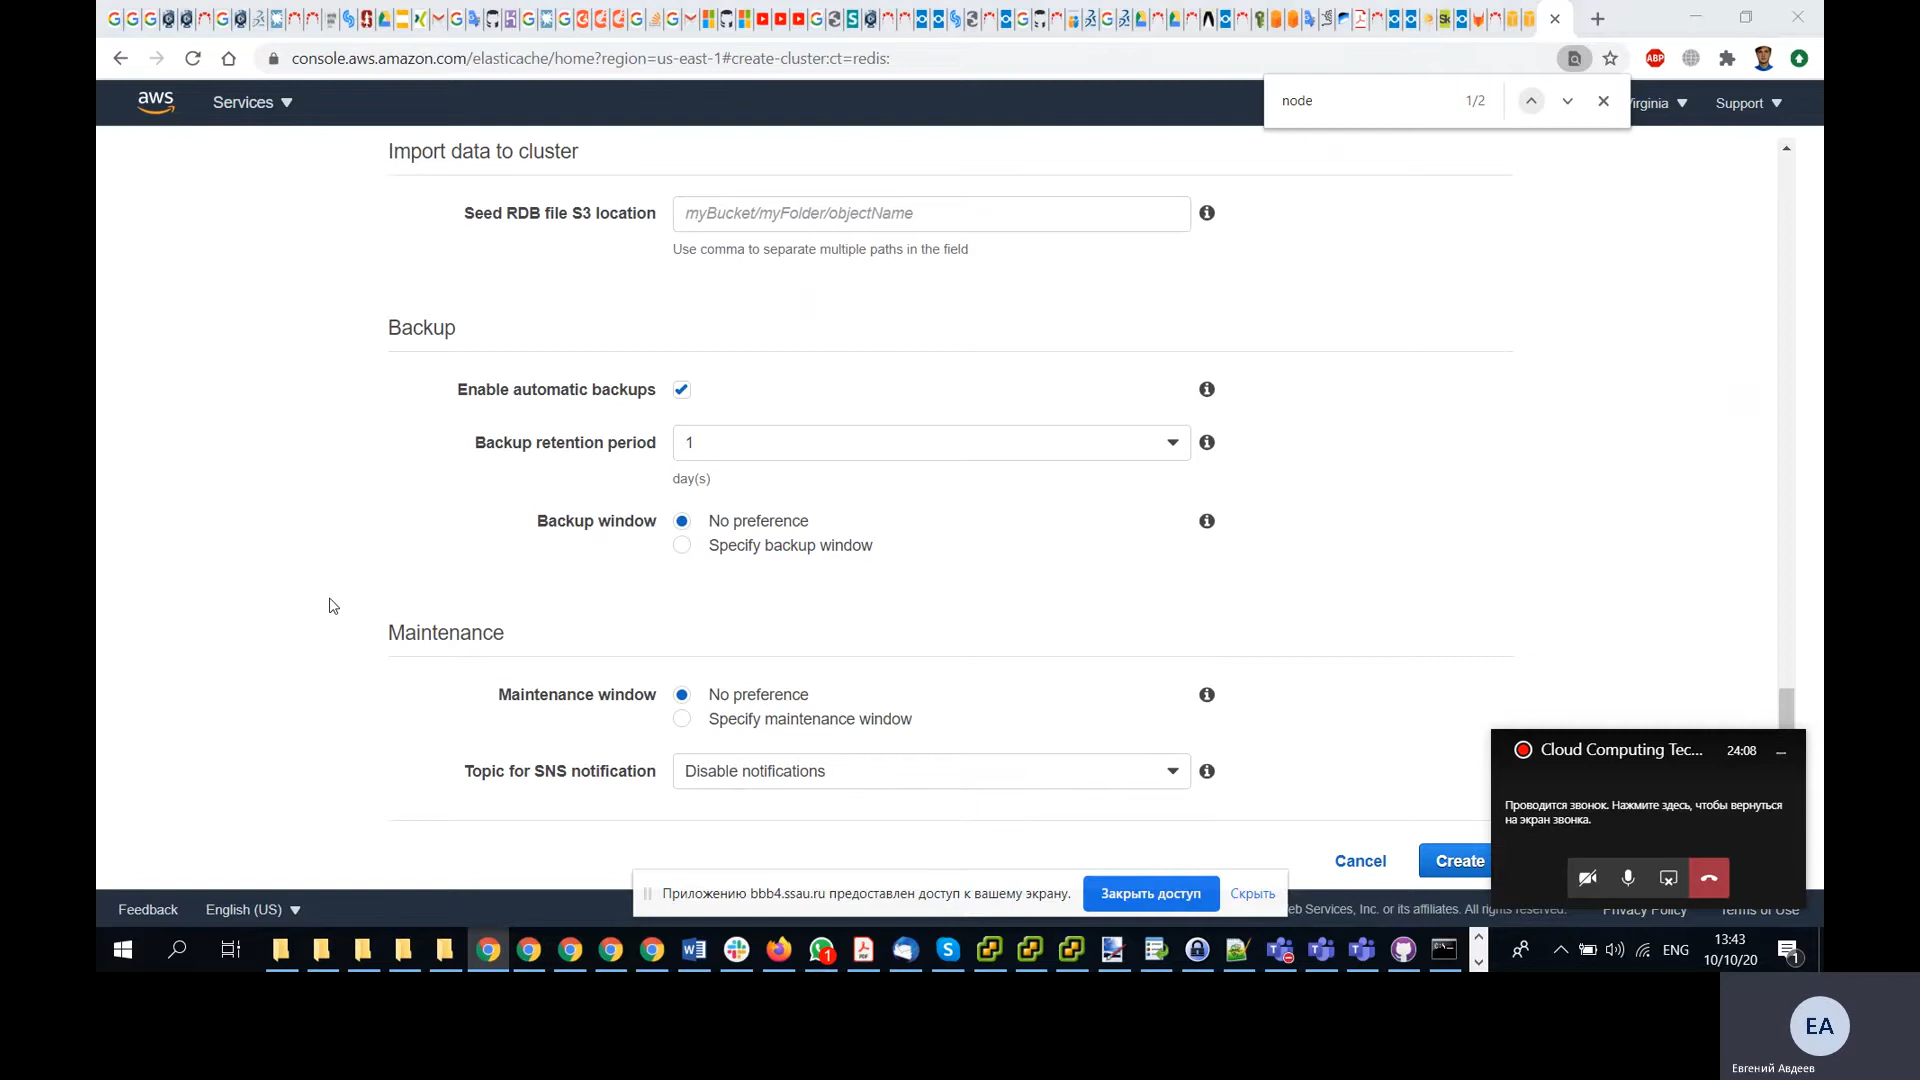 console.aws.amazon.com/elasticache/home?region=us-east-1#create-cluster:ct=redis:
ABP
node
1/2
aws
Services
irginia
Support
Import data to cluster
Seed RDB file S3 location
myBucket/myFolder/objectName
Use comma to separate multiple paths in the field
Backup
Enable automatic backups
Backup retention period
1
day(s)
Backup window
No preference
Specify backup window
Maintenance
Maintenance window
No preference
Specify maintenance window
Topic for SNS notification
Disable notifications
Cancel
Create
Cloud Computing Tec...
24:08
Проводится звонок. Нажмите здесь, чтобы вернуться
на экран звонка.
Приложению bbb4.ssau.ru предоставлен доступ к вашему экрану.
Закрыть доступ
Скрыть
Feedback
English (US)
eb Services, Inc. or its affiliates. All rights reserved.
Privacy Policy
Terms of Use
ENG
13:43
10/10/20
1
EA
Евгений Авдеев